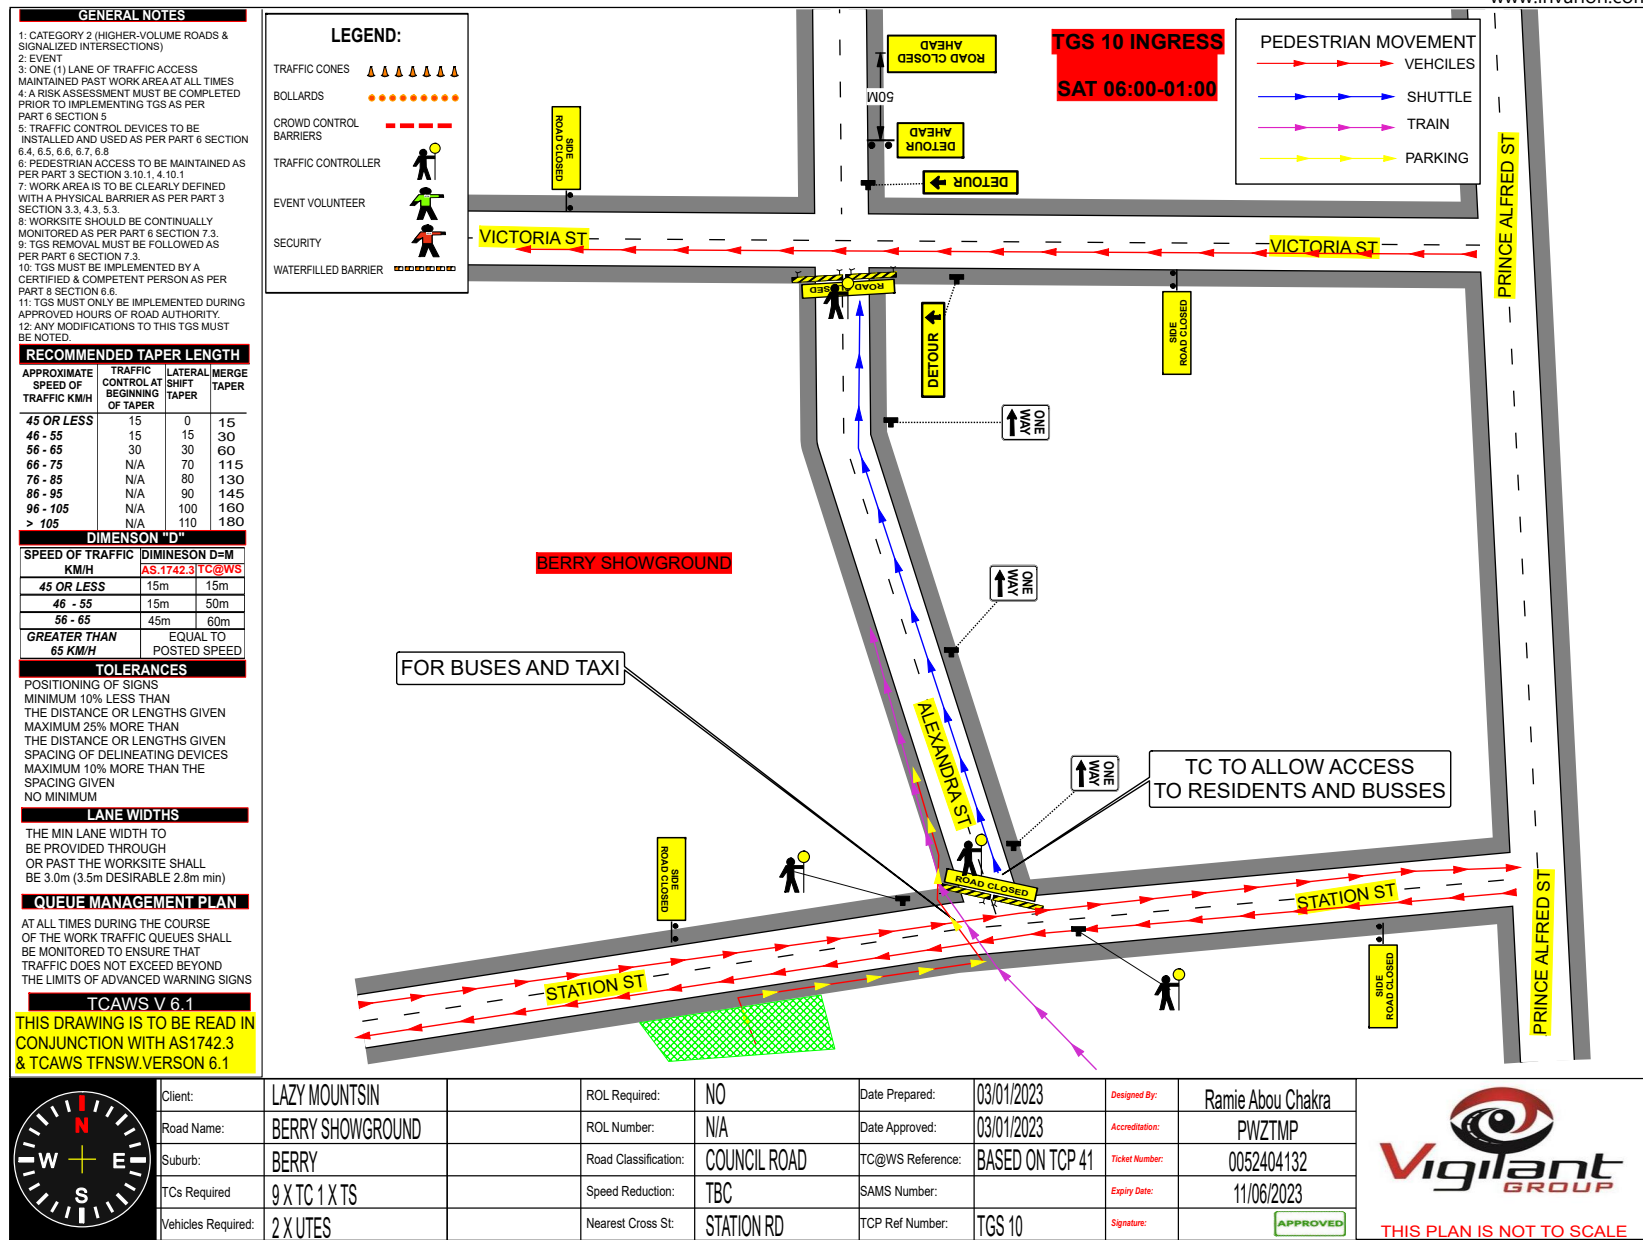 www.invarion.com
GENERAL NOTES
1: CATEGORY 2 (HIGHER-VOLUME ROADS &
SIGNALIZED INTERSECTIONS)
2: EVENT
3: ONE (1) LANE OF TRAFFIC ACCESS
MAINTAINED PAST WORK AREA AT ALL TIMES
4: A RISK ASSESSMENT MUST BE COMPLETED
PRIOR TO IMPLEMENTING TGS AS PER
PART 6 SECTION 5
5: TRAFFIC CONTROL DEVICES TO BE
INSTALLED AND USED AS PER PART 6 SECTION
6.4, 6.5, 6.6, 6.7, 6.8
6: PEDESTRIAN ACCESS TO BE MAINTAINED AS
PER PART 3 SECTION 3.10.1, 4.10.1
7: WORK AREA IS TO BE CLEARLY DEFINED
WITH A PHYSICAL BARRIER AS PER PART 3
SECTION 3.3, 4.3, 5.3.
8: WORKSITE SHOULD BE CONTINUALLY
MONITORED AS PER PART 6 SECTION 7.3.
9: TGS REMOVAL MUST BE FOLLOWED AS
PER PART 6 SECTION 7.3.
10: TGS MUST BE IMPLEMENTED BY A
CERTIFIED & COMPETENT PERSON AS PER
PART 8 SECTION 6.6.
11: TGS MUST ONLY BE IMPLEMENTED DURING
APPROVED HOURS OF ROAD AUTHORITY.
12: ANY MODIFICATIONS TO THIS TGS MUST
BE NOTED.
RECOMMENDED TAPER LENGTH
APPROXIMATE SPEED OF TRAFFIC KM/H TRAFFIC CONTROL AT BEGINNING OF TAPER LATERAL SHIFT TAPER MERGE TAPER
45 OR LESS 15 0 15
46 - 55 15 15 30
56 - 65 30 30 60
66 - 75 N/A 70 115
76 - 85 N/A 80 130
86 - 95 N/A 90 145
96 - 105 N/A 100 160
> 105 N/A 110 180
DIMENSON "D"
SPEED OF TRAFFIC KM/H DIMINESON D=M
AS.1742.3 TC@WS
45 OR LESS 15m 15m
46 - 55 15m 50m
56 - 65 45m 60m
GREATER THAN 65 KM/H EQUAL TO POSTED SPEED
TOLERANCES
POSITIONING OF SIGNS
MINIMUM 10% LESS THAN
THE DISTANCE OR LENGTHS GIVEN
MAXIMUM 25% MORE THAN
THE DISTANCE OR LENGTHS GIVEN
SPACING OF DELINEATING DEVICES
MAXIMUM 10% MORE THAN THE
SPACING GIVEN
NO MINIMUM
LANE WIDTHS
THE MIN LANE WIDTH TO
BE PROVIDED THROUGH
OR PAST THE WORKSITE SHALL
BE 3.0m (3.5m DESIRABLE 2.8m min)
QUEUE MANAGEMENT PLAN
AT ALL TIMES DURING THE COURSE
OF THE WORK TRAFFIC QUEUES SHALL
BE MONITORED TO ENSURE THAT
TRAFFIC DOES NOT EXCEED BEYOND
THE LIMITS OF ADVANCED WARNING SIGNS
TCAWS V 6.1
THIS DRAWING IS TO BE READ IN
CONJUNCTION WITH AS1742.3
& TCAWS TFNSW.VERSON 6.1
LEGEND:
TRAFFIC CONES
BOLLARDS
CROWD CONTROL
BARRIERS
TRAFFIC CONTROLLER
EVENT VOLUNTEER
SECURITY
WATERFILLED BARRIER
SIDE
ROAD CLOSED
ROAD CLOSED
AHEAD
50M
DETOUR
AHEAD
DETOUR
TGS 10 INGRESS
SAT 06:00-01:00
PEDESTRIAN MOVEMENT
VEHCILES
SHUTTLE
TRAIN
PARKING
PRINCE ALFRED ST
VICTORIA ST
VICTORIA ST
ROAD CLOSED
DETOUR
SIDE
ROAD CLOSED
ONE
WAY
BERRY SHOWGROUND
ONE
WAY
FOR BUSES AND TAXI
ALEXANDRA ST
ONE
WAY
TC TO ALLOW ACCESS
TO RESIDENTS AND BUSSES
SIDE
ROAD CLOSED
ROAD CLOSED
STATION ST
STATION ST
SIDE
ROAD CLOSED
PRINCE ALFRED ST
N
W E
S
Client: LAZY MOUNTSIN ROL Required: NO Date Prepared: 03/01/2023 Designed By: Ramie Abou Chakra
Road Name: BERRY SHOWGROUND ROL Number: N/A Date Approved: 03/01/2023 Accreditation: PWZTMP
Suburb: BERRY Road Classification: COUNCIL ROAD TC@WS Reference: BASED ON TCP 41 Ticket Number: 0052404132
TCs Required 9 X TC 1 X TS Speed Reduction: TBC SAMS Number: Expiry Date: 11/06/2023
Vehicles Required: 2 X UTES Nearest Cross St: STATION RD TCP Ref Number: TGS 10 Signature: APPROVED
Vigilant
GROUP
THIS PLAN IS NOT TO SCALE